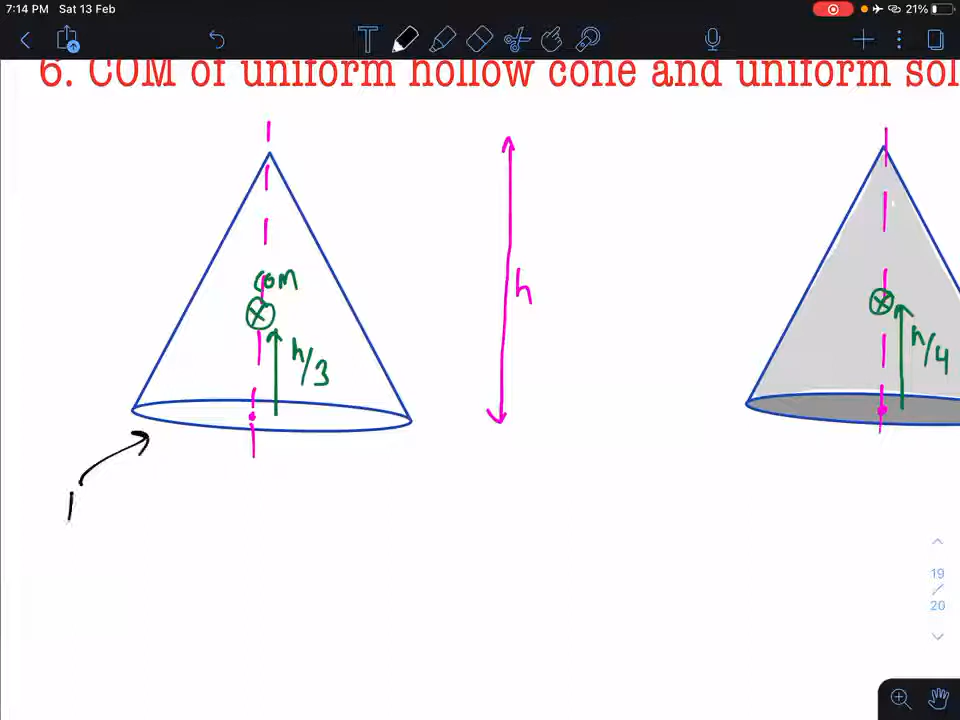 7:14 PM Sat 13 Feb
21%
T
6. COM of uniform hollow cone and uniform sol
com
h/3
h
h/4
19
/
20